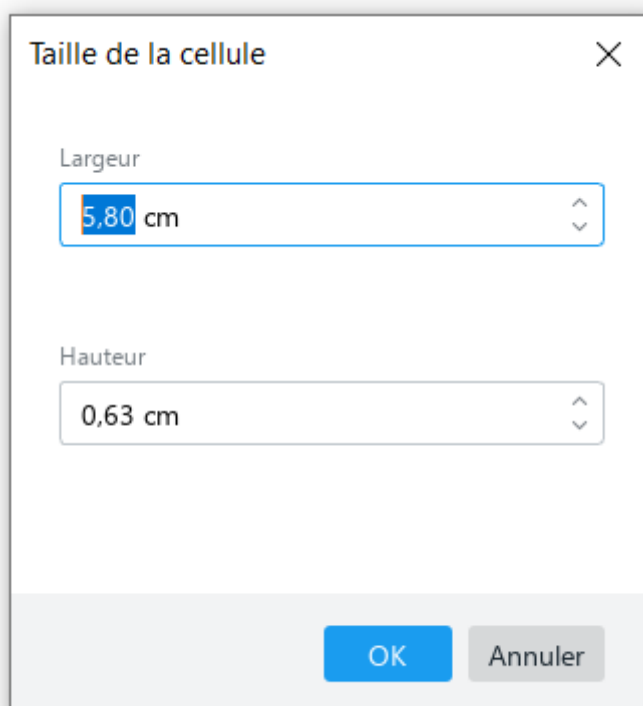 Taille de la cellule
Largeur
5,80 cm
Hauteur
0,63 cm
OK Annuler